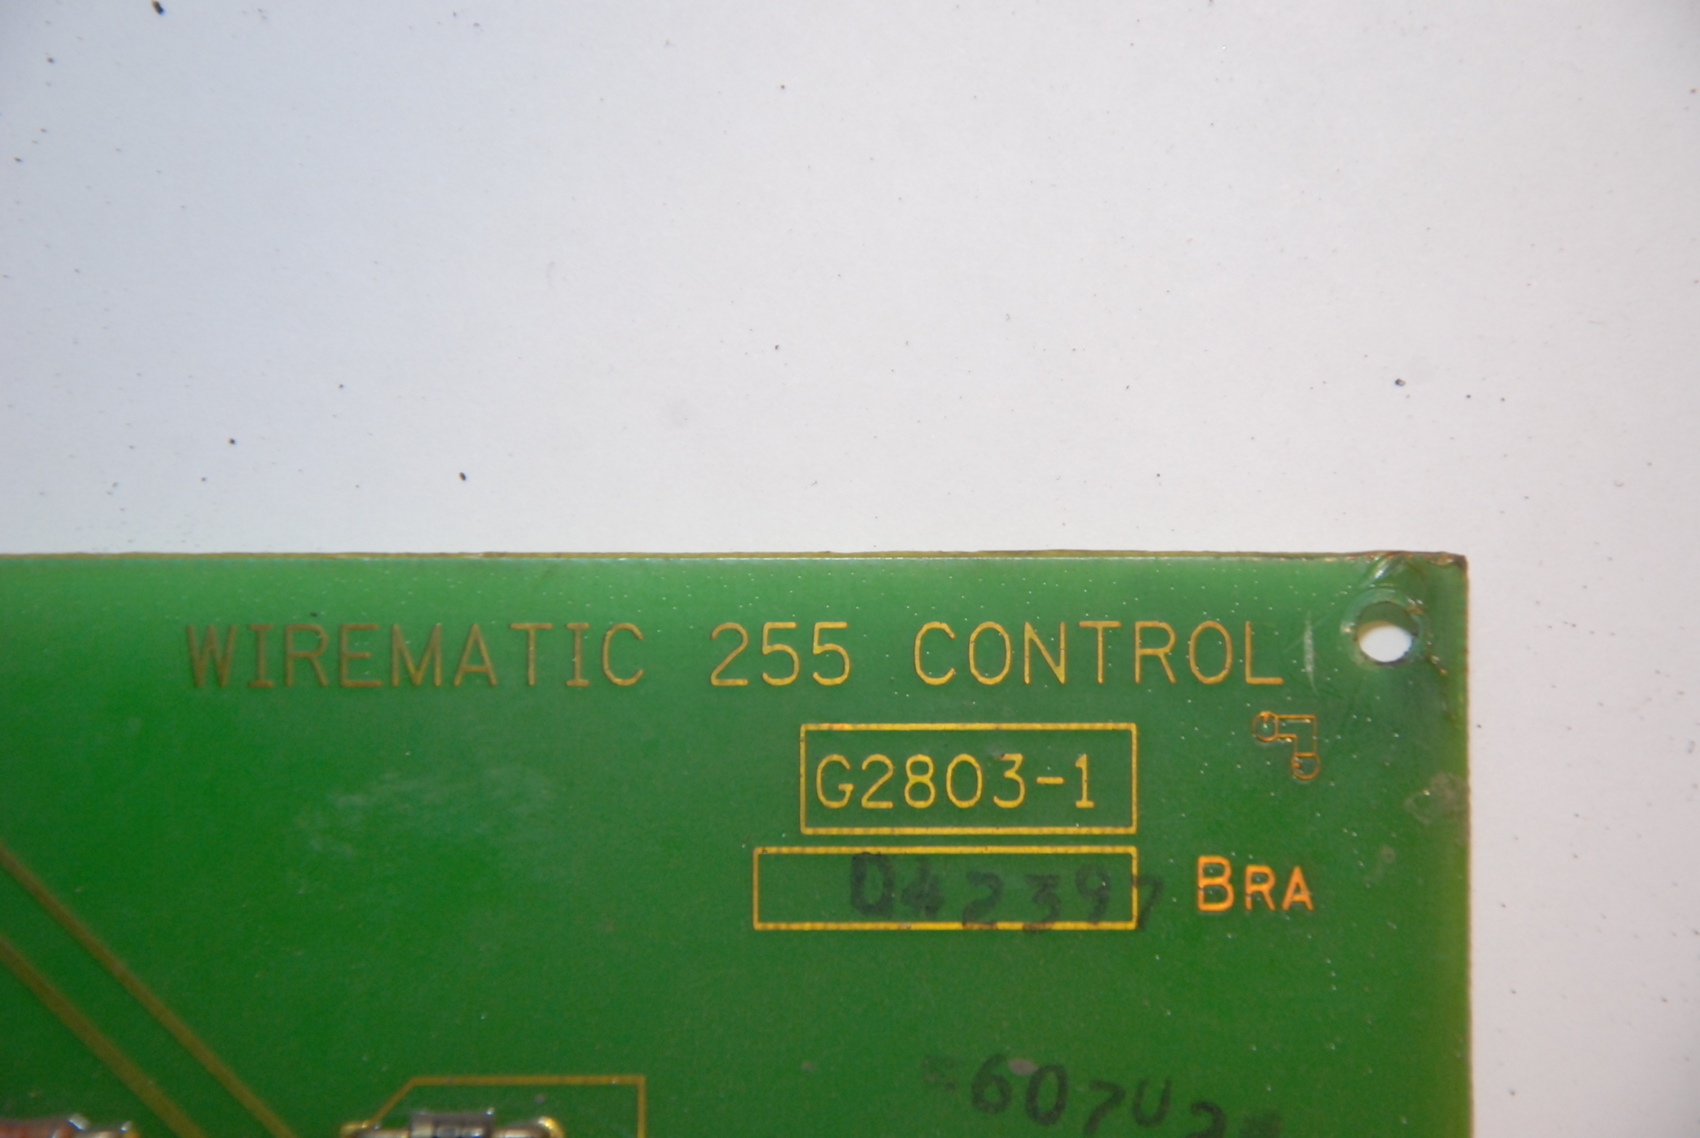 WIREMATIC 255 CONTROL
G2803-1
042397 BRA